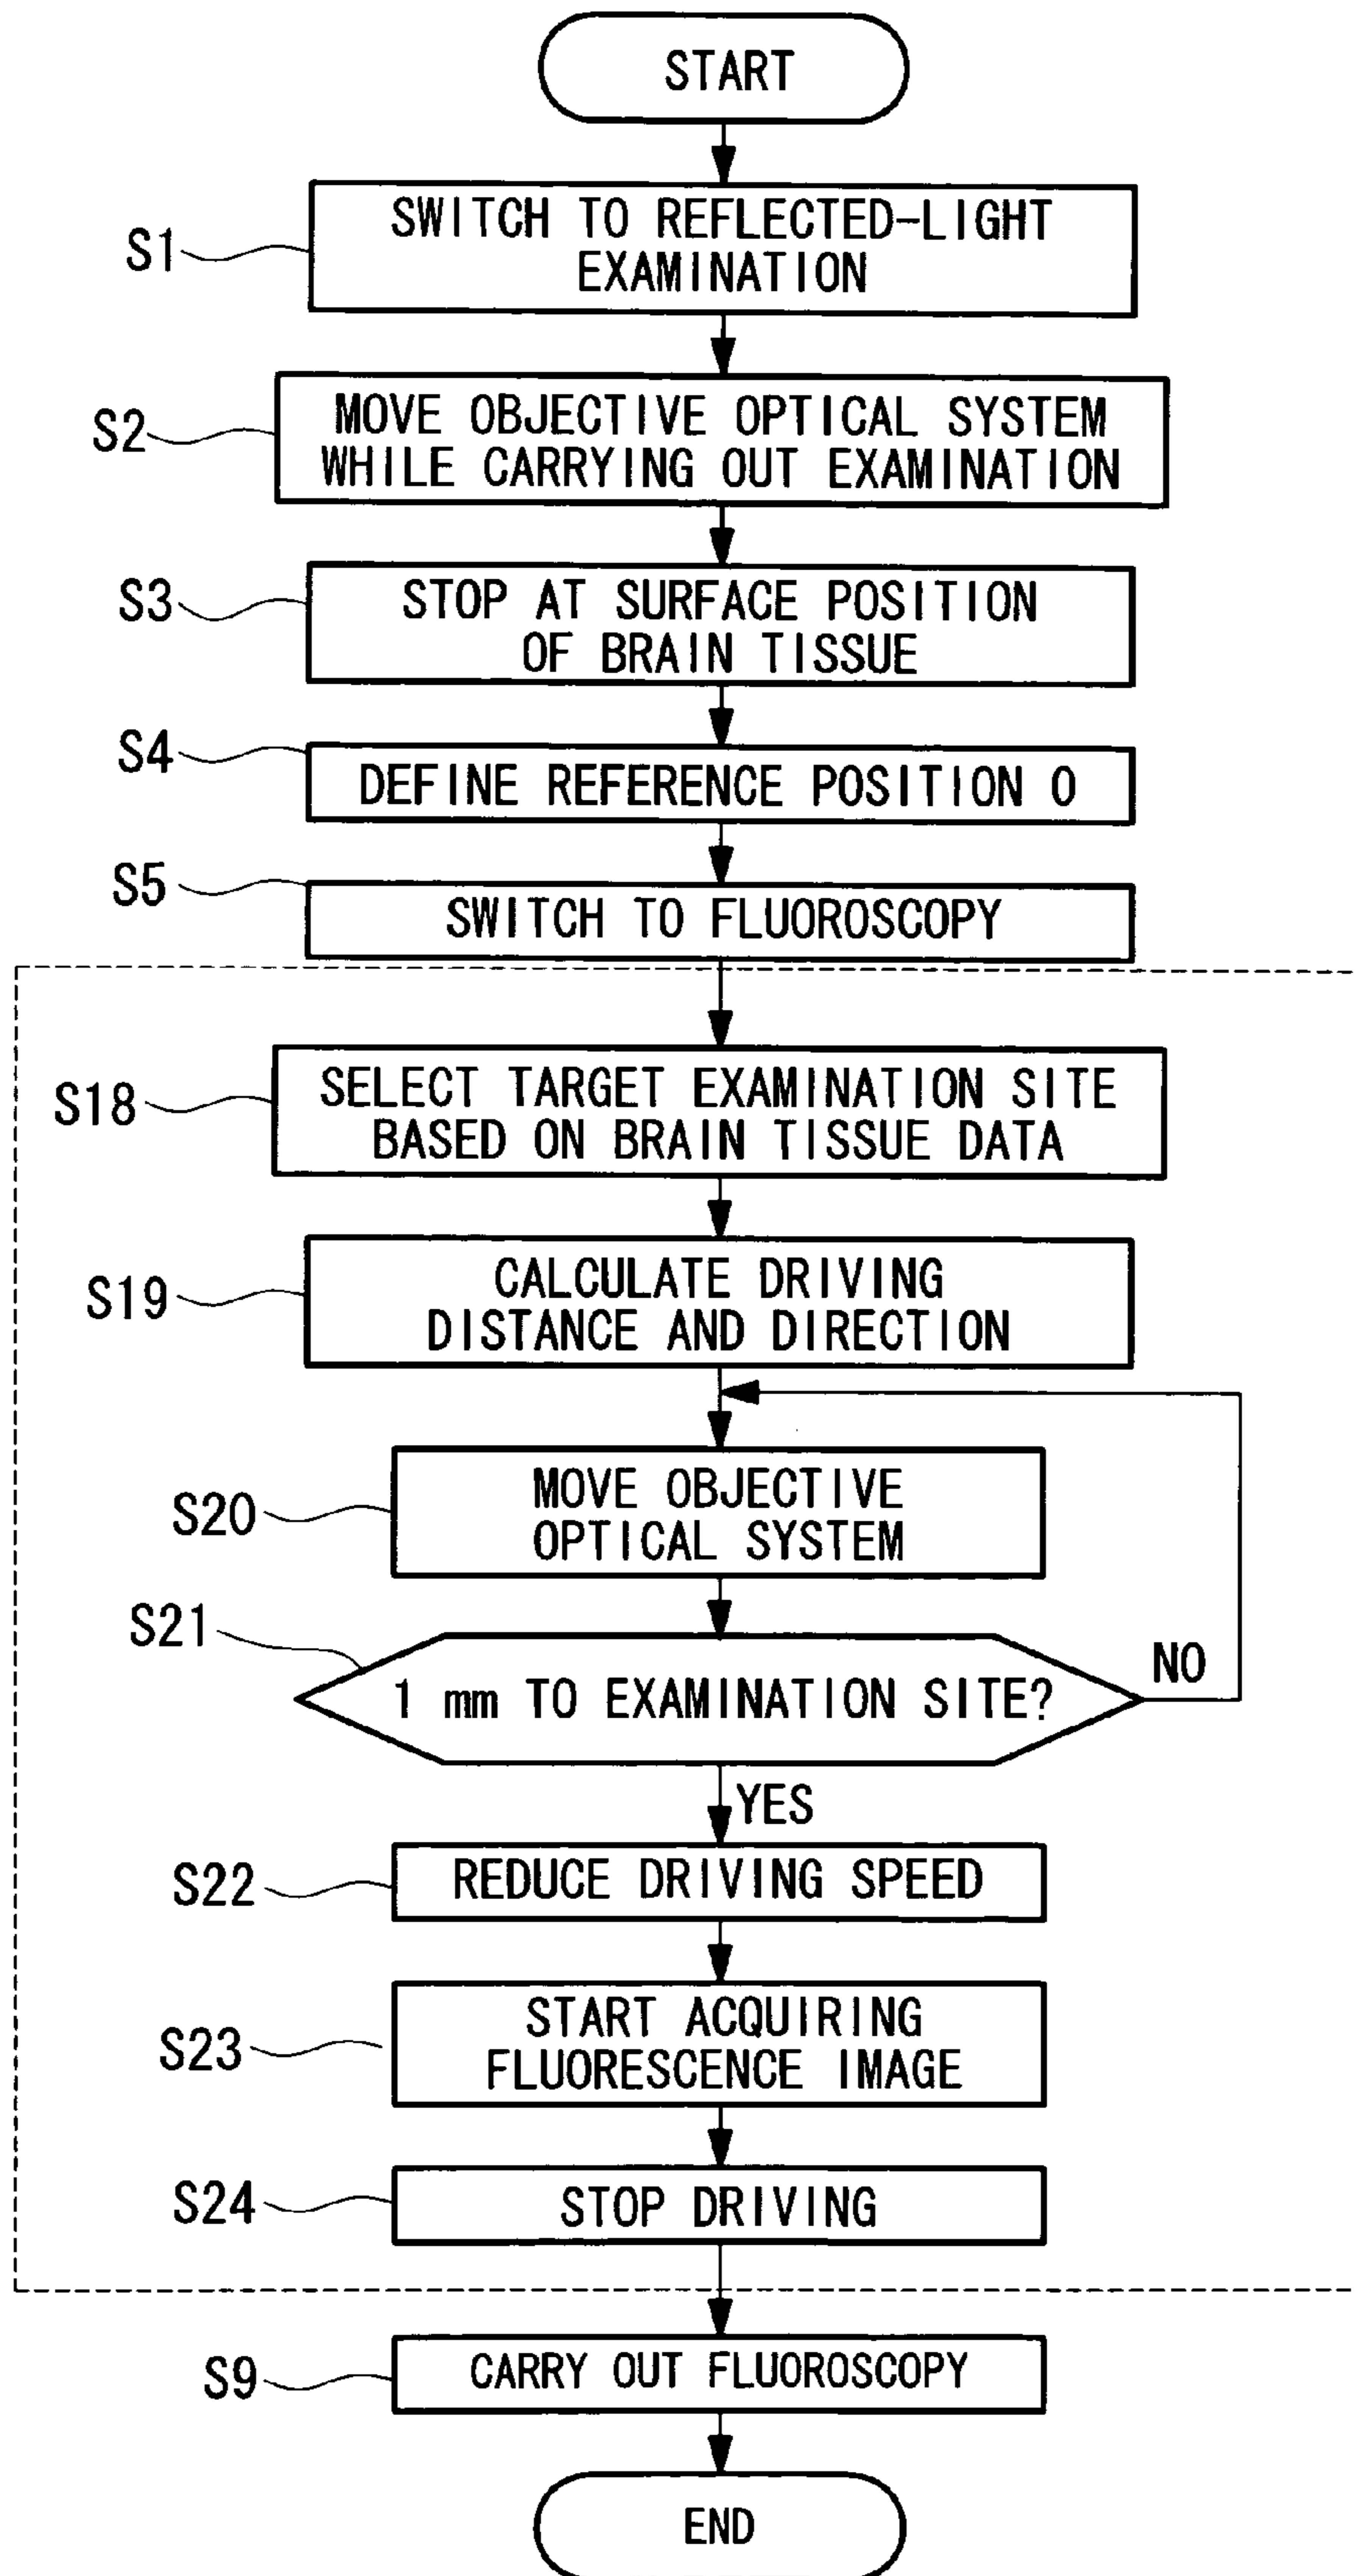 START
S1
SWITCH TO REFLECTED-LIGHT
EXAMINATION
S2
MOVE OBJECTIVE OPTICAL SYSTEM
WHILE CARRYING OUT EXAMINATION
S3
STOP AT SURFACE POSITION
OF BRAIN TISSUE
S4
DEFINE REFERENCE POSITION O
S5
SWITCH TO FLUOROSCOPY
S18
SELECT TARGET EXAMINATION SITE
BASED ON BRAIN TISSUE DATA
S19
CALCULATE DRIVING
DISTANCE AND DIRECTION
S20
MOVE OBJECTIVE
OPTICAL SYSTEM
S21
1 mm TO EXAMINATION SITE?
NO
YES
S22
REDUCE DRIVING SPEED
S23
START ACQUIRING
FLUORESCENCE IMAGE
S24
STOP DRIVING
S9
CARRY OUT FLUOROSCOPY
END